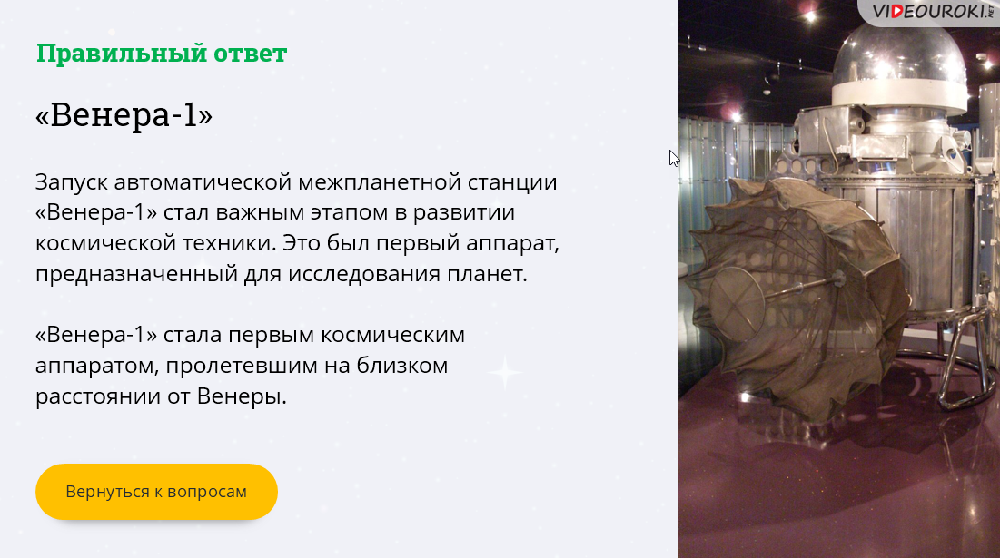 VIDEOUROKI.NET
Правильный ответ
«Венера-1»
Запуск автоматической межпланетной станции
«Венера-1» стал важным этапом в развитии
космической техники. Это был первый аппарат,
предназначенный для исследования планет.
«Венера-1» стала первым космическим
аппаратом, пролетевшим на близком
расстоянии от Венеры.
Вернуться к вопросам